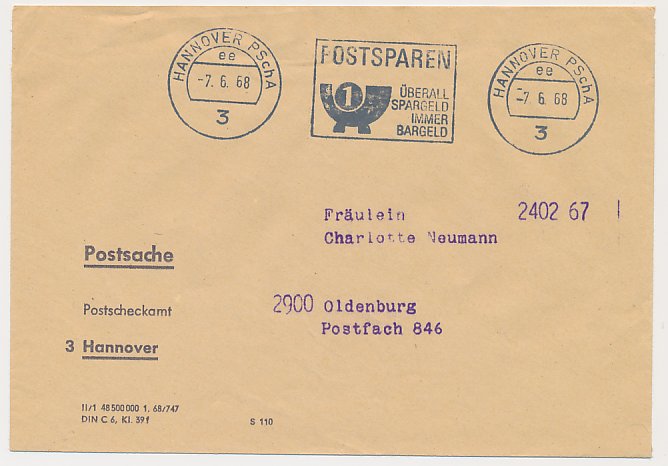 HANNOVER PSchA
ee
-7. 6. 68
3
POSTSPAREN
1
ÜBERALL
SPARGELD
IMMER
BARGELD
HANNOVER PSchA
ee
-7. 6. 68
3
Fräulein 2402 67
Charlotte Neumann
2900 Oldenburg
Postfach 846
Postsache
Postscheckamt
3 Hannover
II/1 48 500 000 1. 68/747
DIN C 6, Kl. 39f
S 110